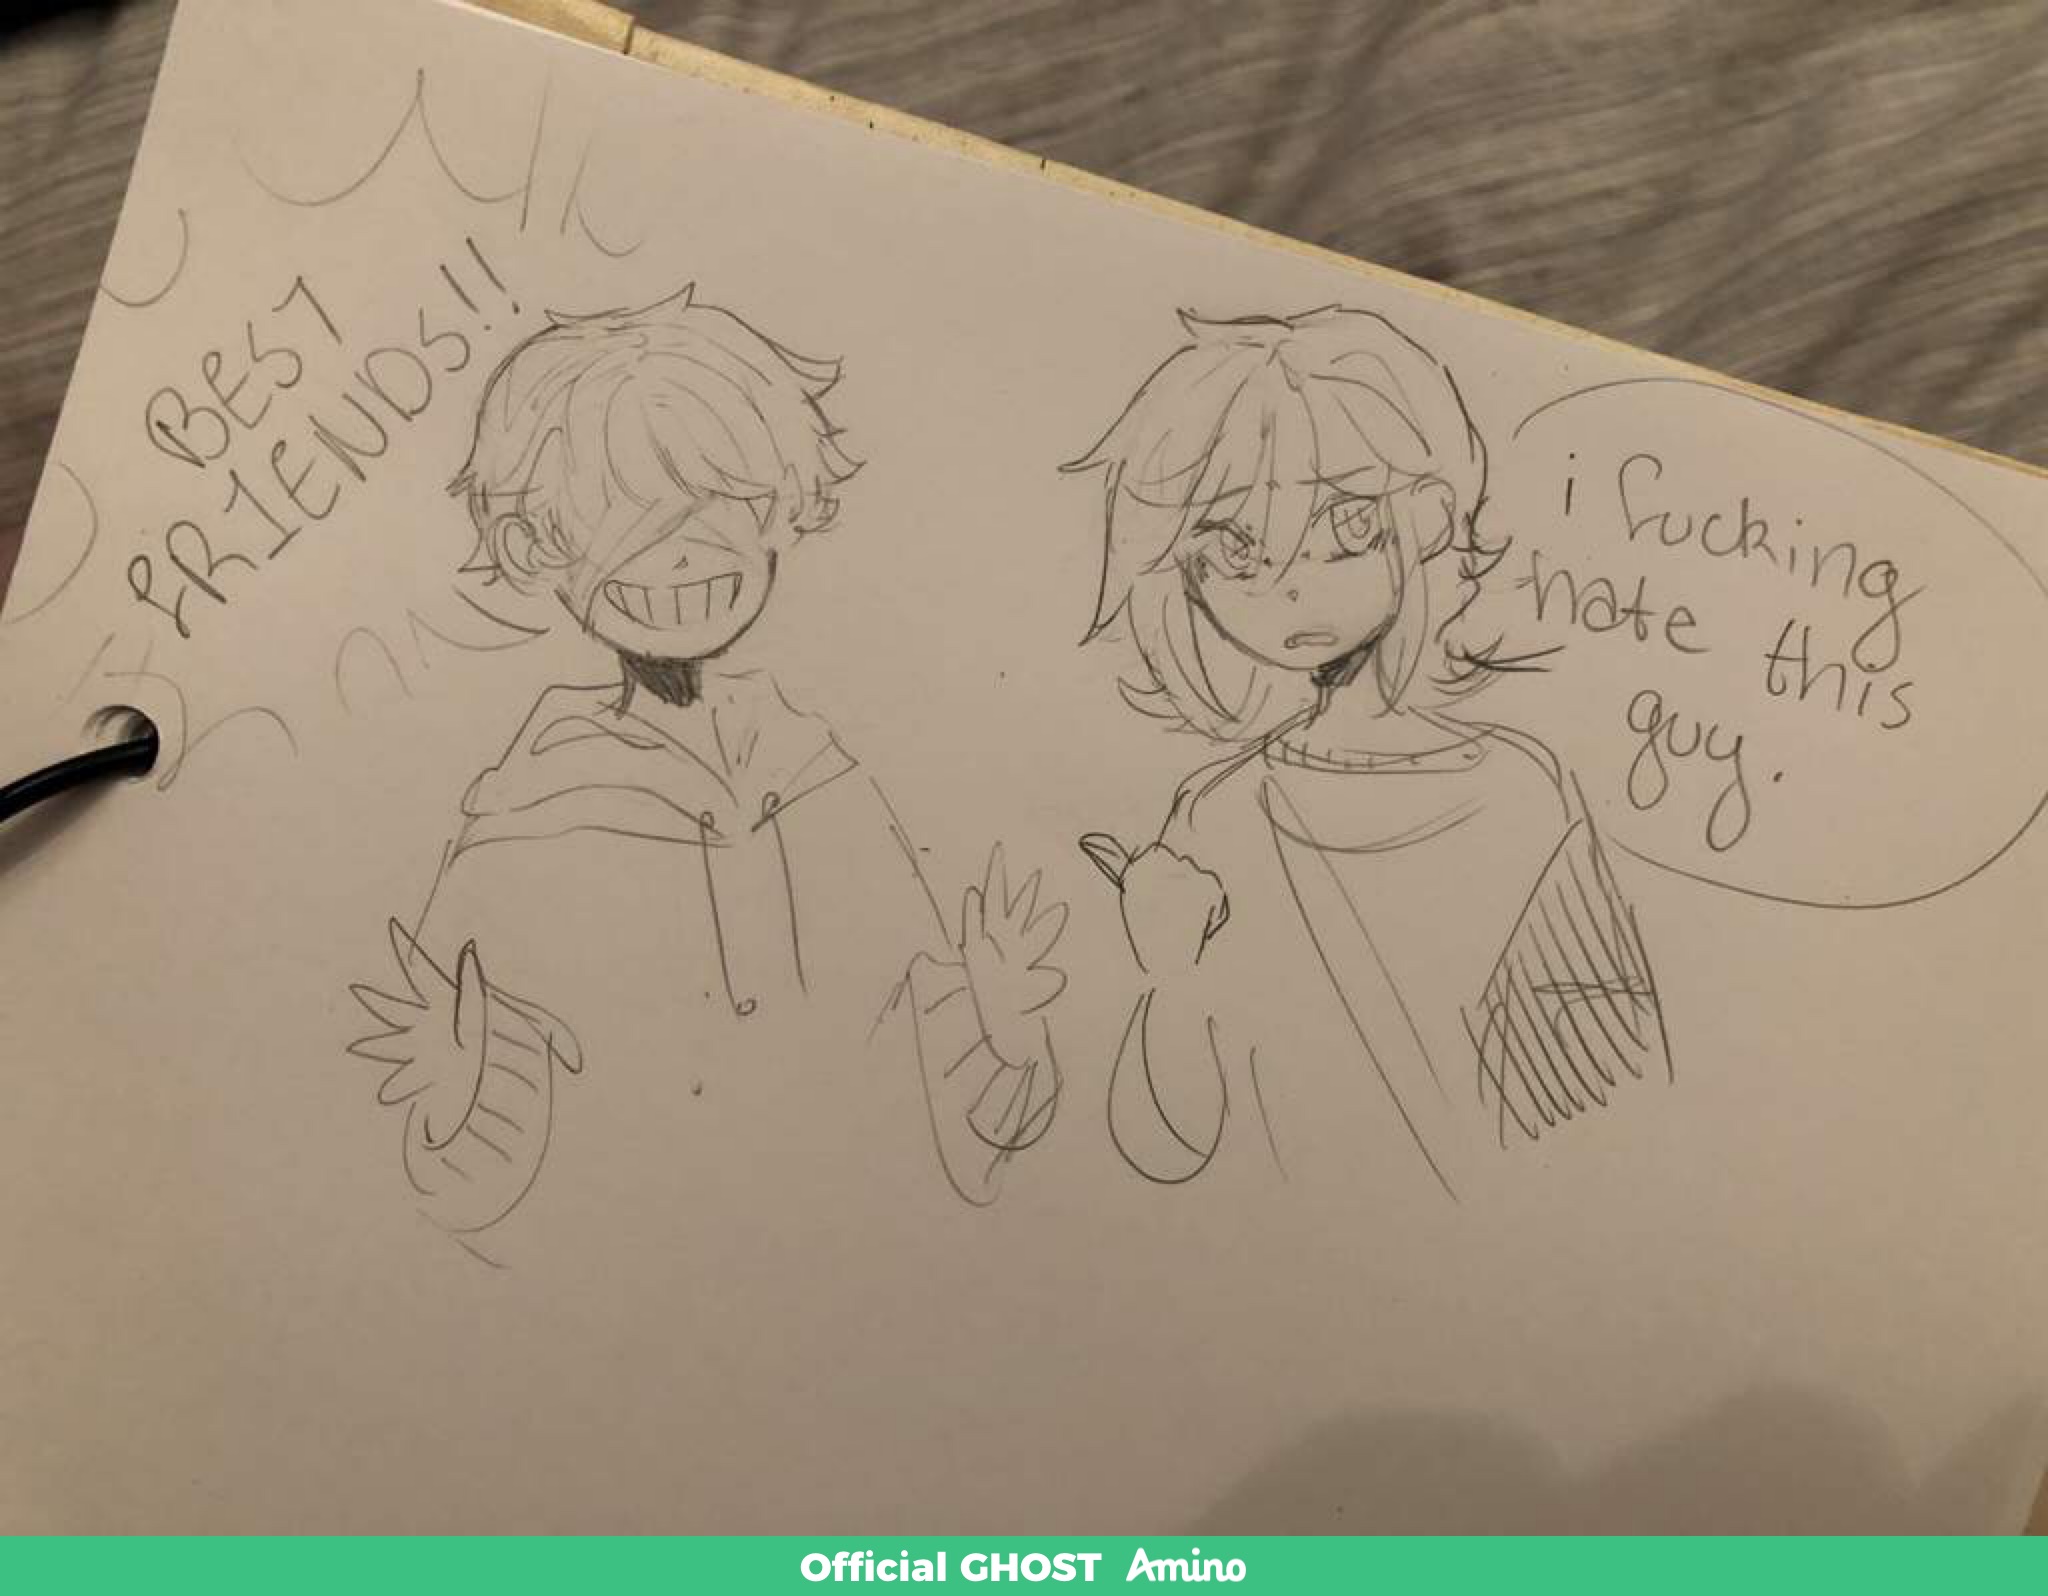 BEST
FRIENDS!!
i fucking
hate this
guy.
Official GHOST Amino